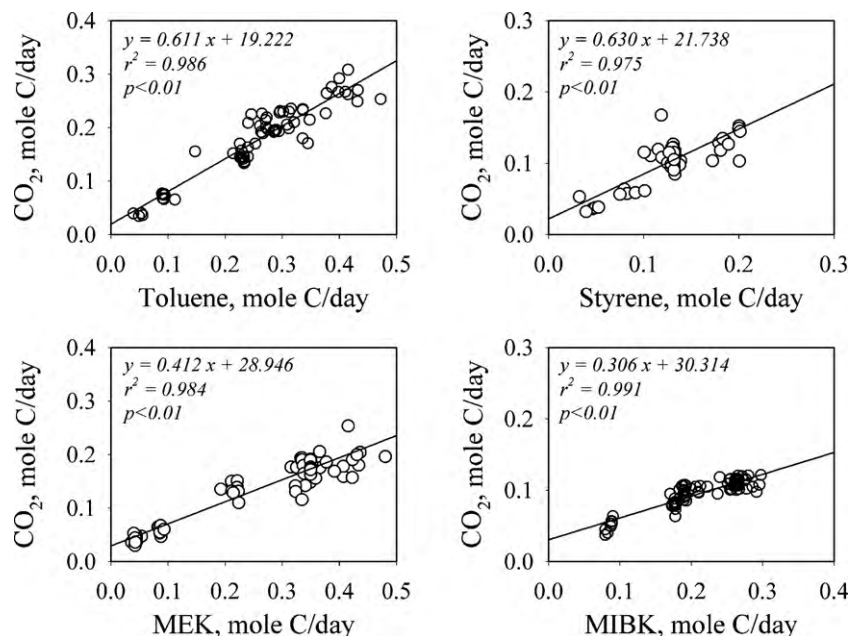 y = 0.611 x + 19.222
r² = 0.986
p<0.01
CO₂, mole C/day
0.4
0.3
0.2
0.1
0.0
0.0 0.1 0.2 0.3 0.4 0.5
Toluene, mole C/day
y = 0.630 x + 21.738
r² = 0.975
p<0.01
CO₂, mole C/day
0.3
0.2
0.1
0.0
0.0 0.1 0.2 0.3
Styrene, mole C/day
y = 0.412 x + 28.946
r² = 0.984
p<0.01
CO₂, mole C/day
0.4
0.3
0.2
0.1
0.0
0.0 0.1 0.2 0.3 0.4 0.5
MEK, mole C/day
y = 0.306 x + 30.314
r² = 0.991
p<0.01
CO₂, mole C/day
0.3
0.2
0.1
0.0
0.0 0.1 0.2 0.3 0.4
MIBK, mole C/day